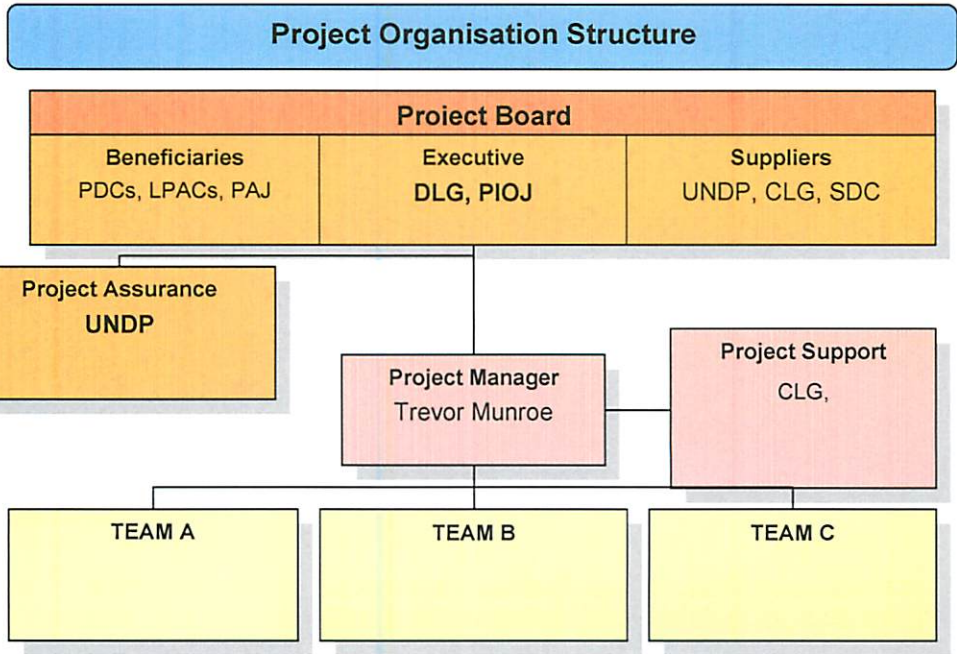 Project Organisation Structure
Project Board
Beneficiaries
PDCs, LPACs, PAJ
Executive
DLG, PIOJ
Suppliers
UNDP, CLG, SDC
Project Assurance
UNDP
Project Manager
Trevor Munroe
Project Support
CLG,
TEAM A
TEAM B
TEAM C